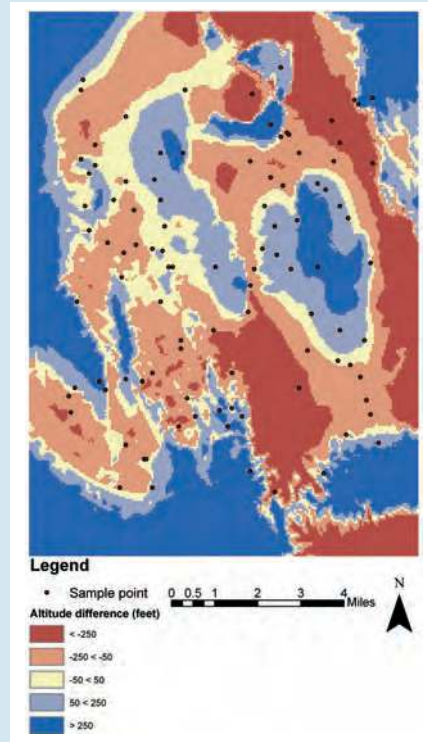 Legend
Sample point
0 0.5 1 2 3 4
Miles
N
Altitude difference (feet)
< -250
-250 < -50
-50 < 50
50 < 250
> 250